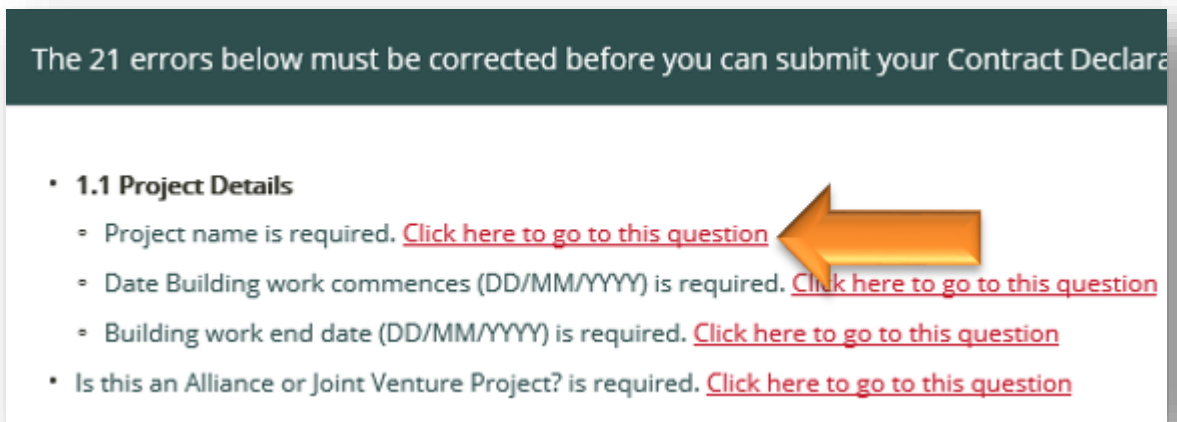 The 21 errors below must be corrected before you can submit your Contract
• 1.1 Project Details
◦ Project name is required. Click here to go to this question
◦ Date Building work commences (DD/MM/YYYY) is required. Click here to go to this question
◦ Building work end date (DD/MM/YYYY) is required. Click here to go to this question
• Is this an Alliance or Joint Venture Project? is required. Click here to go to this question